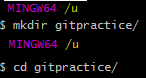 MINGW64 /u
$ mkdir gitpractice/
MINGW64 /u
$ cd gitpractice/